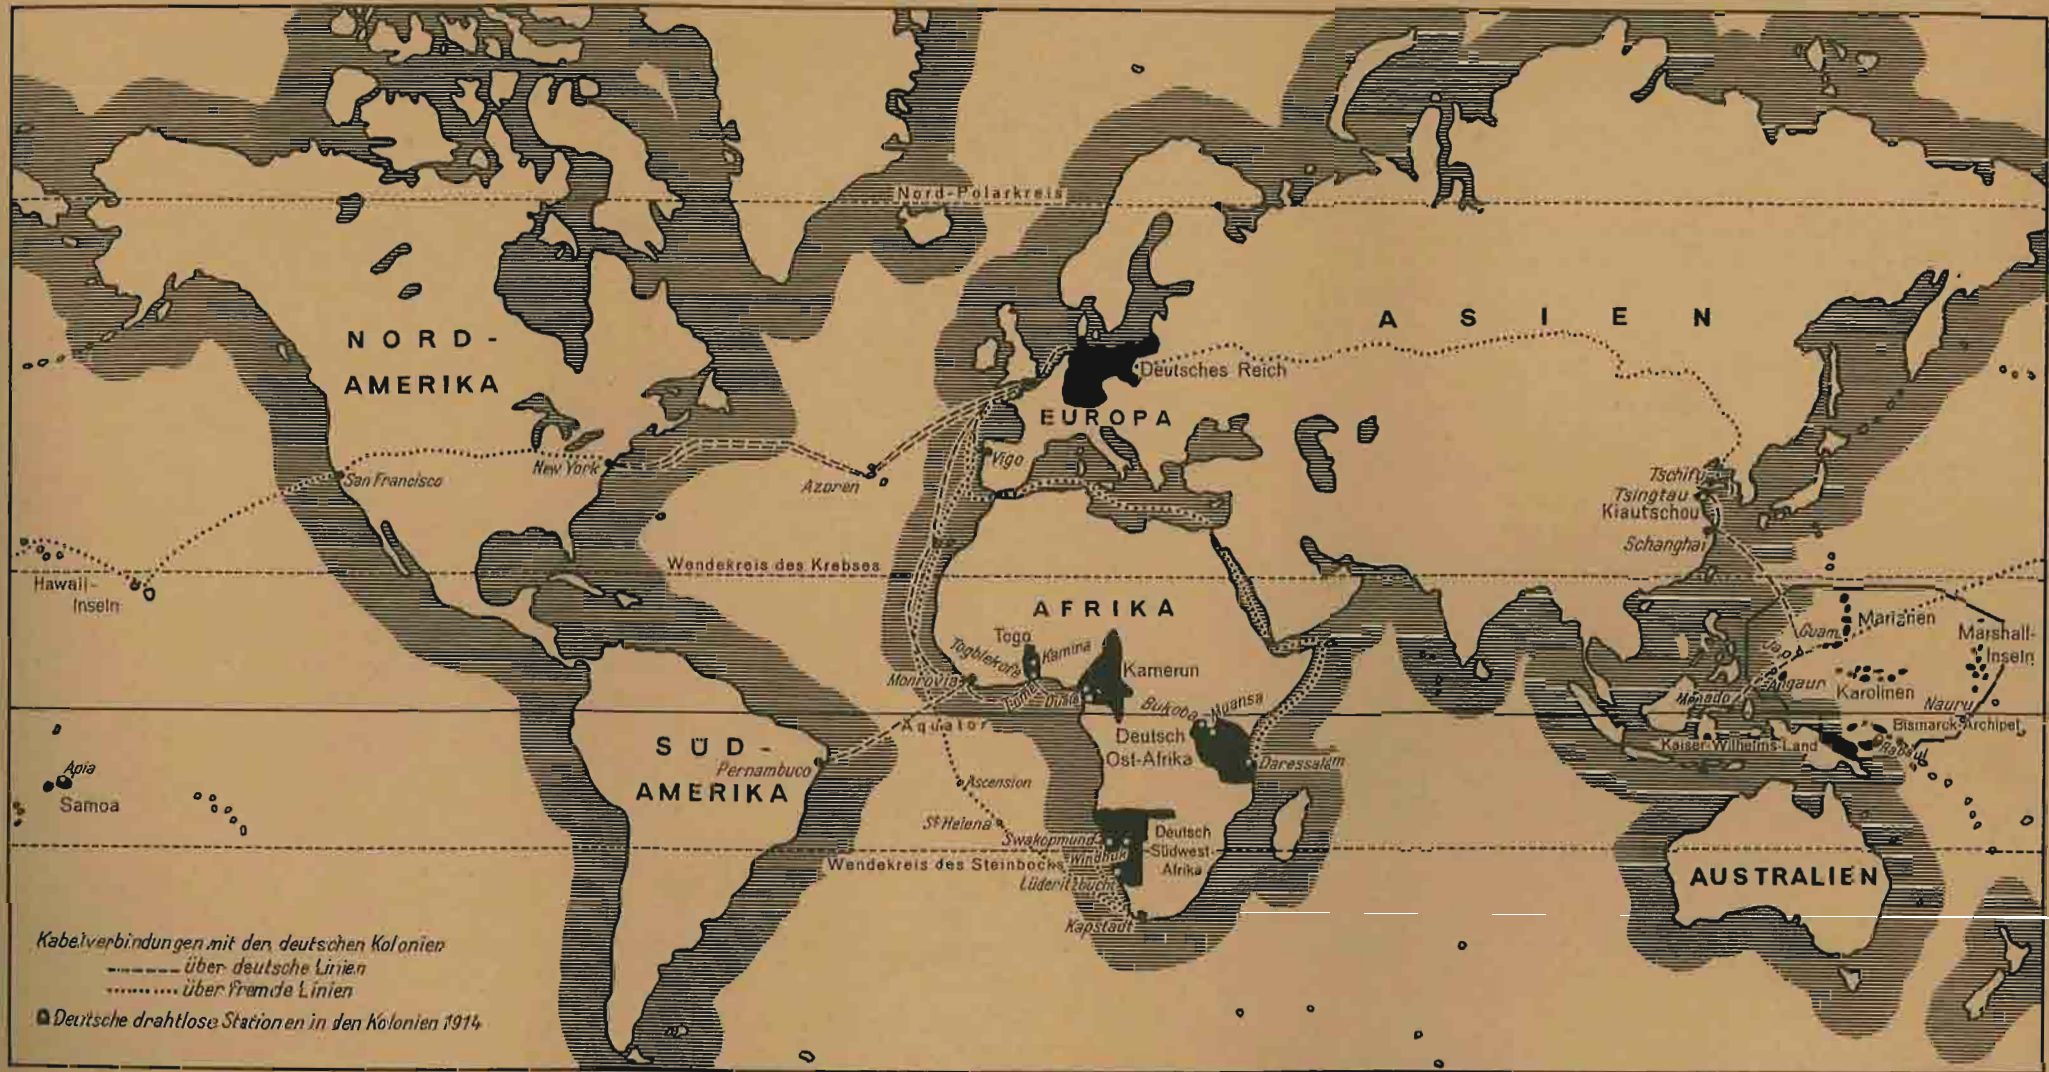 Nord-Polarkreis
NORD-
AMERIKA
ASIEN
Deutsches Reich
EUROPA
New York
San Francisco
Azoren
Vigo
Tschifu
Tsingtau
Kiautschou
Schanghai
Wendekreis des Krebses
Hawaii-
Inseln
AFRIKA
Togo
Togblekofe
Kamina
Kamerun
Monrovia
Lome
Duala
Bukoba
Muansa
Guam
Marianen
Marshall-
Inseln
Jap
Angaur
Karolinen
Menado
Nauru
Äquator
Bismarck-Archipel
Kaiser-Wilhelms-Land
Rabaul
Deutsch
Ost-Afrika
Daressalam
SÜD-
AMERIKA
Pernambuco
Apia
Samoa
Ascension
St Helena
Swakopmund
Windhuk
Deutsch
Südwest-
Afrika
Wendekreis des Steinbocks
Lüderitzbucht
Kapstadt
AUSTRALIEN
Kabelverbindungen mit den deutschen Kolonien
über deutsche Linien
über fremde Linien
Deutsche drahtlose Stationen in den Kolonien 1914